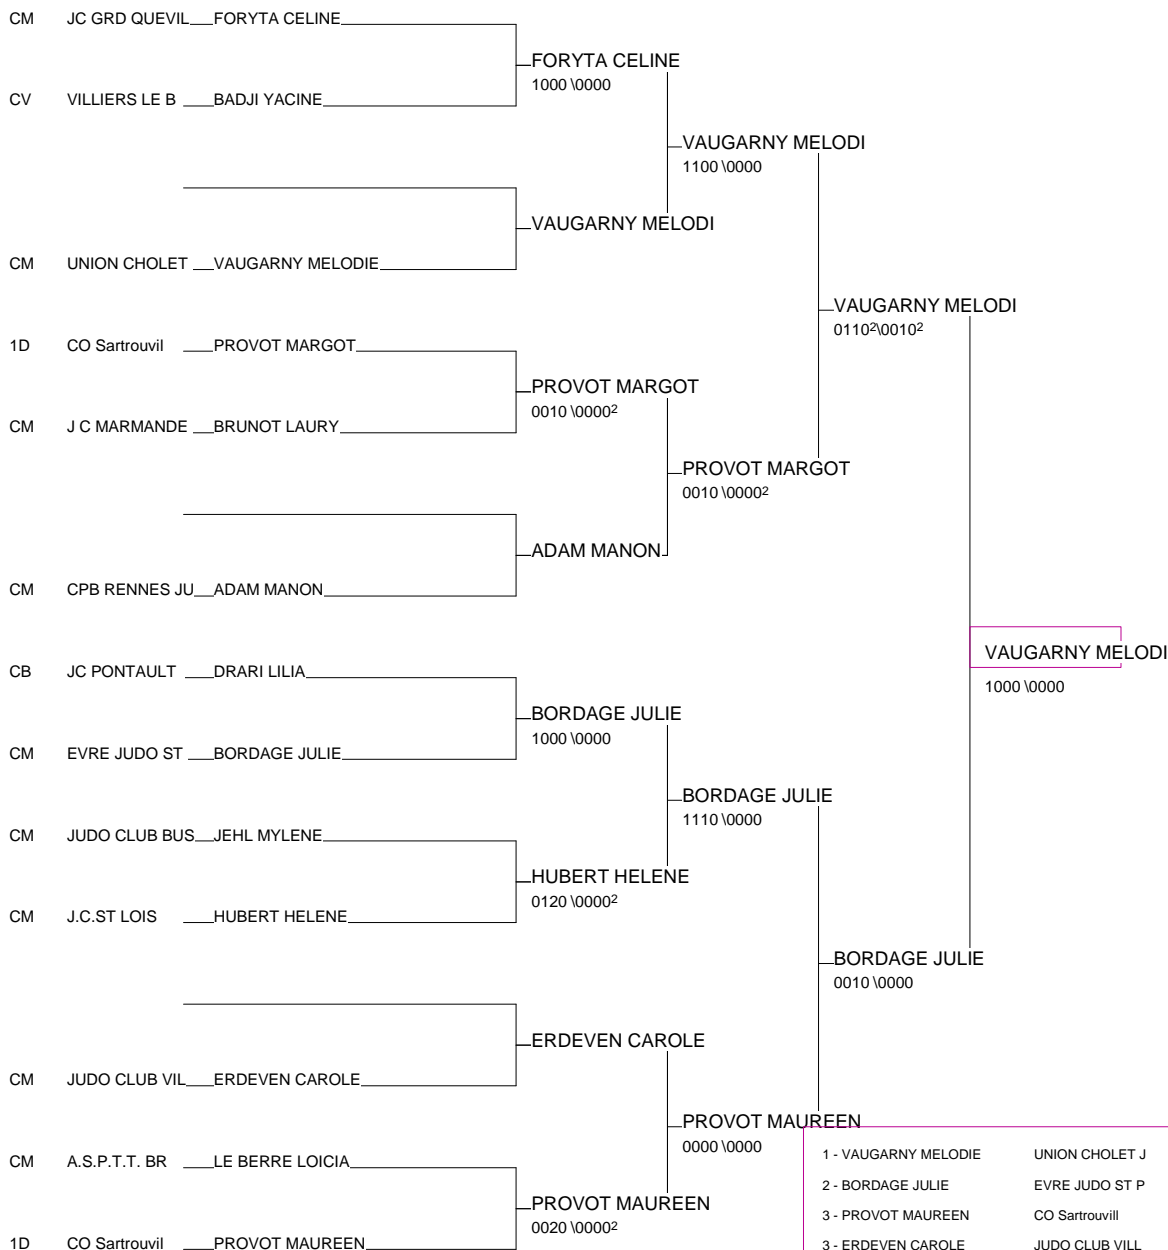 CM JC GRD QUEVIL FORYTA CELINE
FORYTA CELINE
1000 \0000
CV VILLIERS LE B BADJI YACINE
VAUGARNY MELODI
1100 \0000
VAUGARNY MELODI
CM UNION CHOLET VAUGARNY MELODIE
VAUGARNY MELODI
0110²\0010²
1D CO Sartrouvil PROVOT MARGOT
PROVOT MARGOT
0010 \0000²
CM J C MARMANDE BRUNOT LAURY
PROVOT MARGOT
0010 \0000²
ADAM MANON
CM CPB RENNES JU ADAM MANON
VAUGARNY MELODI
1000 \0000
CB JC PONTAULT DRARI LILIA
BORDAGE JULIE
1000 \0000
CM EVRE JUDO ST BORDAGE JULIE
BORDAGE JULIE
1110 \0000
CM JUDO CLUB BUS JEHL MYLENE
HUBERT HELENE
0120 \0000²
CM J.C.ST LOIS HUBERT HELENE
BORDAGE JULIE
0010 \0000
ERDEVEN CAROLE
CM JUDO CLUB VIL ERDEVEN CAROLE
PROVOT MAUREEN
0000 \0000
CM A.S.P.T.T. BR LE BERRE LOICIA
PROVOT MAUREEN
0020 \0000²
1D CO Sartrouvil PROVOT MAUREEN
1 - VAUGARNY MELODIE UNION CHOLET J
2 - BORDAGE JULIE EVRE JUDO ST P
3 - PROVOT MAUREEN CO Sartrouvill
3 - ERDEVEN CAROLE JUDO CLUB VILL